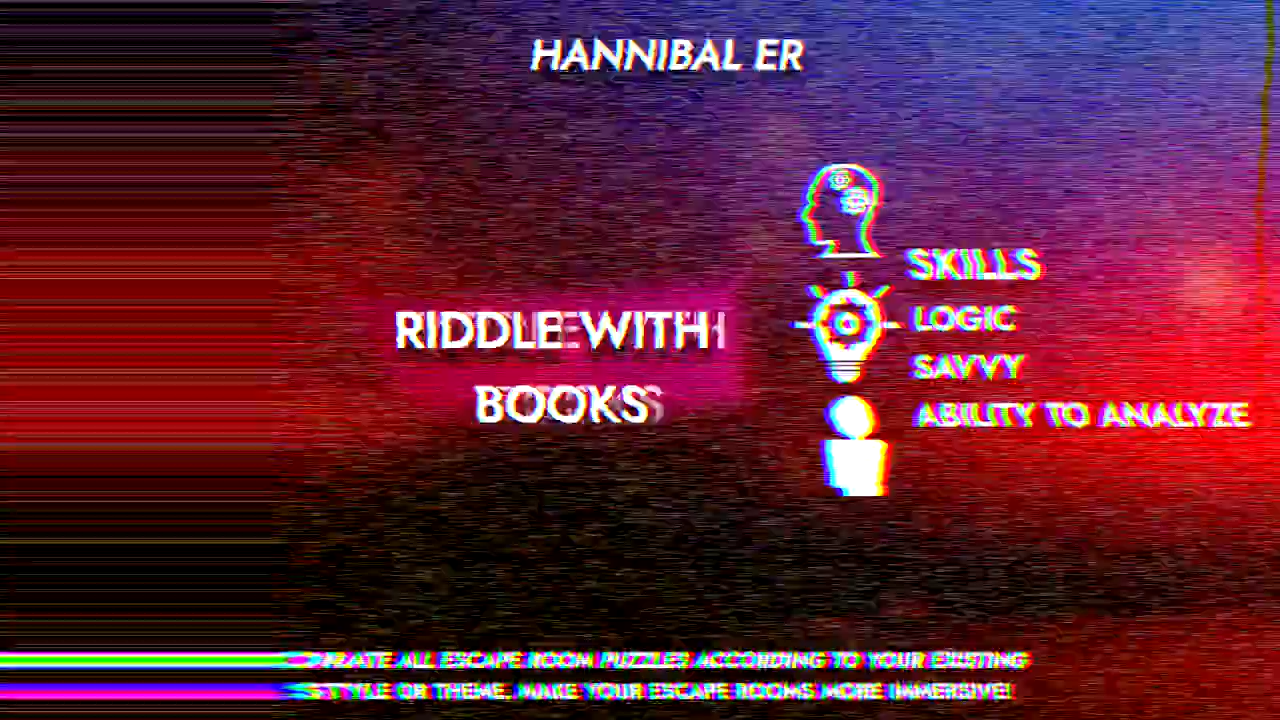 HANNIBAL ER
RIDDLE WITH
BOOKS
SKILLS
LOGIC
SAVVY
ABILITY TO ANALYZE
CREATE ALL ESCAPE ROOM PUZZLES ACCORDING TO YOUR EXISTING
STYLE OR THEME, MAKE YOUR ESCAPE ROOMS MORE IMMERSIVE!